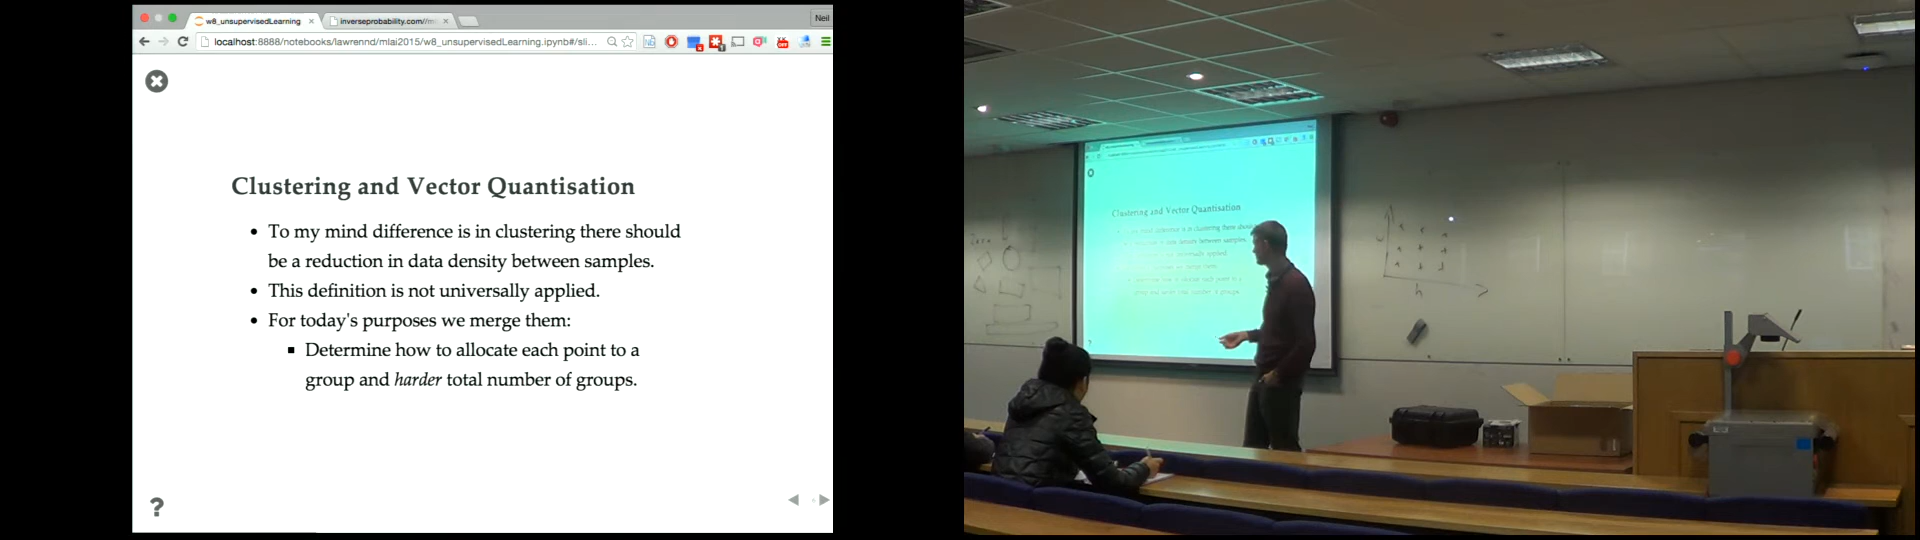 w8_unsupervisedLearning
inverseprobability.com//m
Neil
localhost:8888/notebooks/lawrennd/mlai2015/w8_unsupervisedLearning.ipynb#/sli...
Clustering and Vector Quantisation
• To my mind difference is in clustering there should
be a reduction in data density between samples.
• This definition is not universally applied.
• For today's purposes we merge them:
▪ Determine how to allocate each point to a
group and harder total number of groups.
?
Clustering and Vector Quantisation